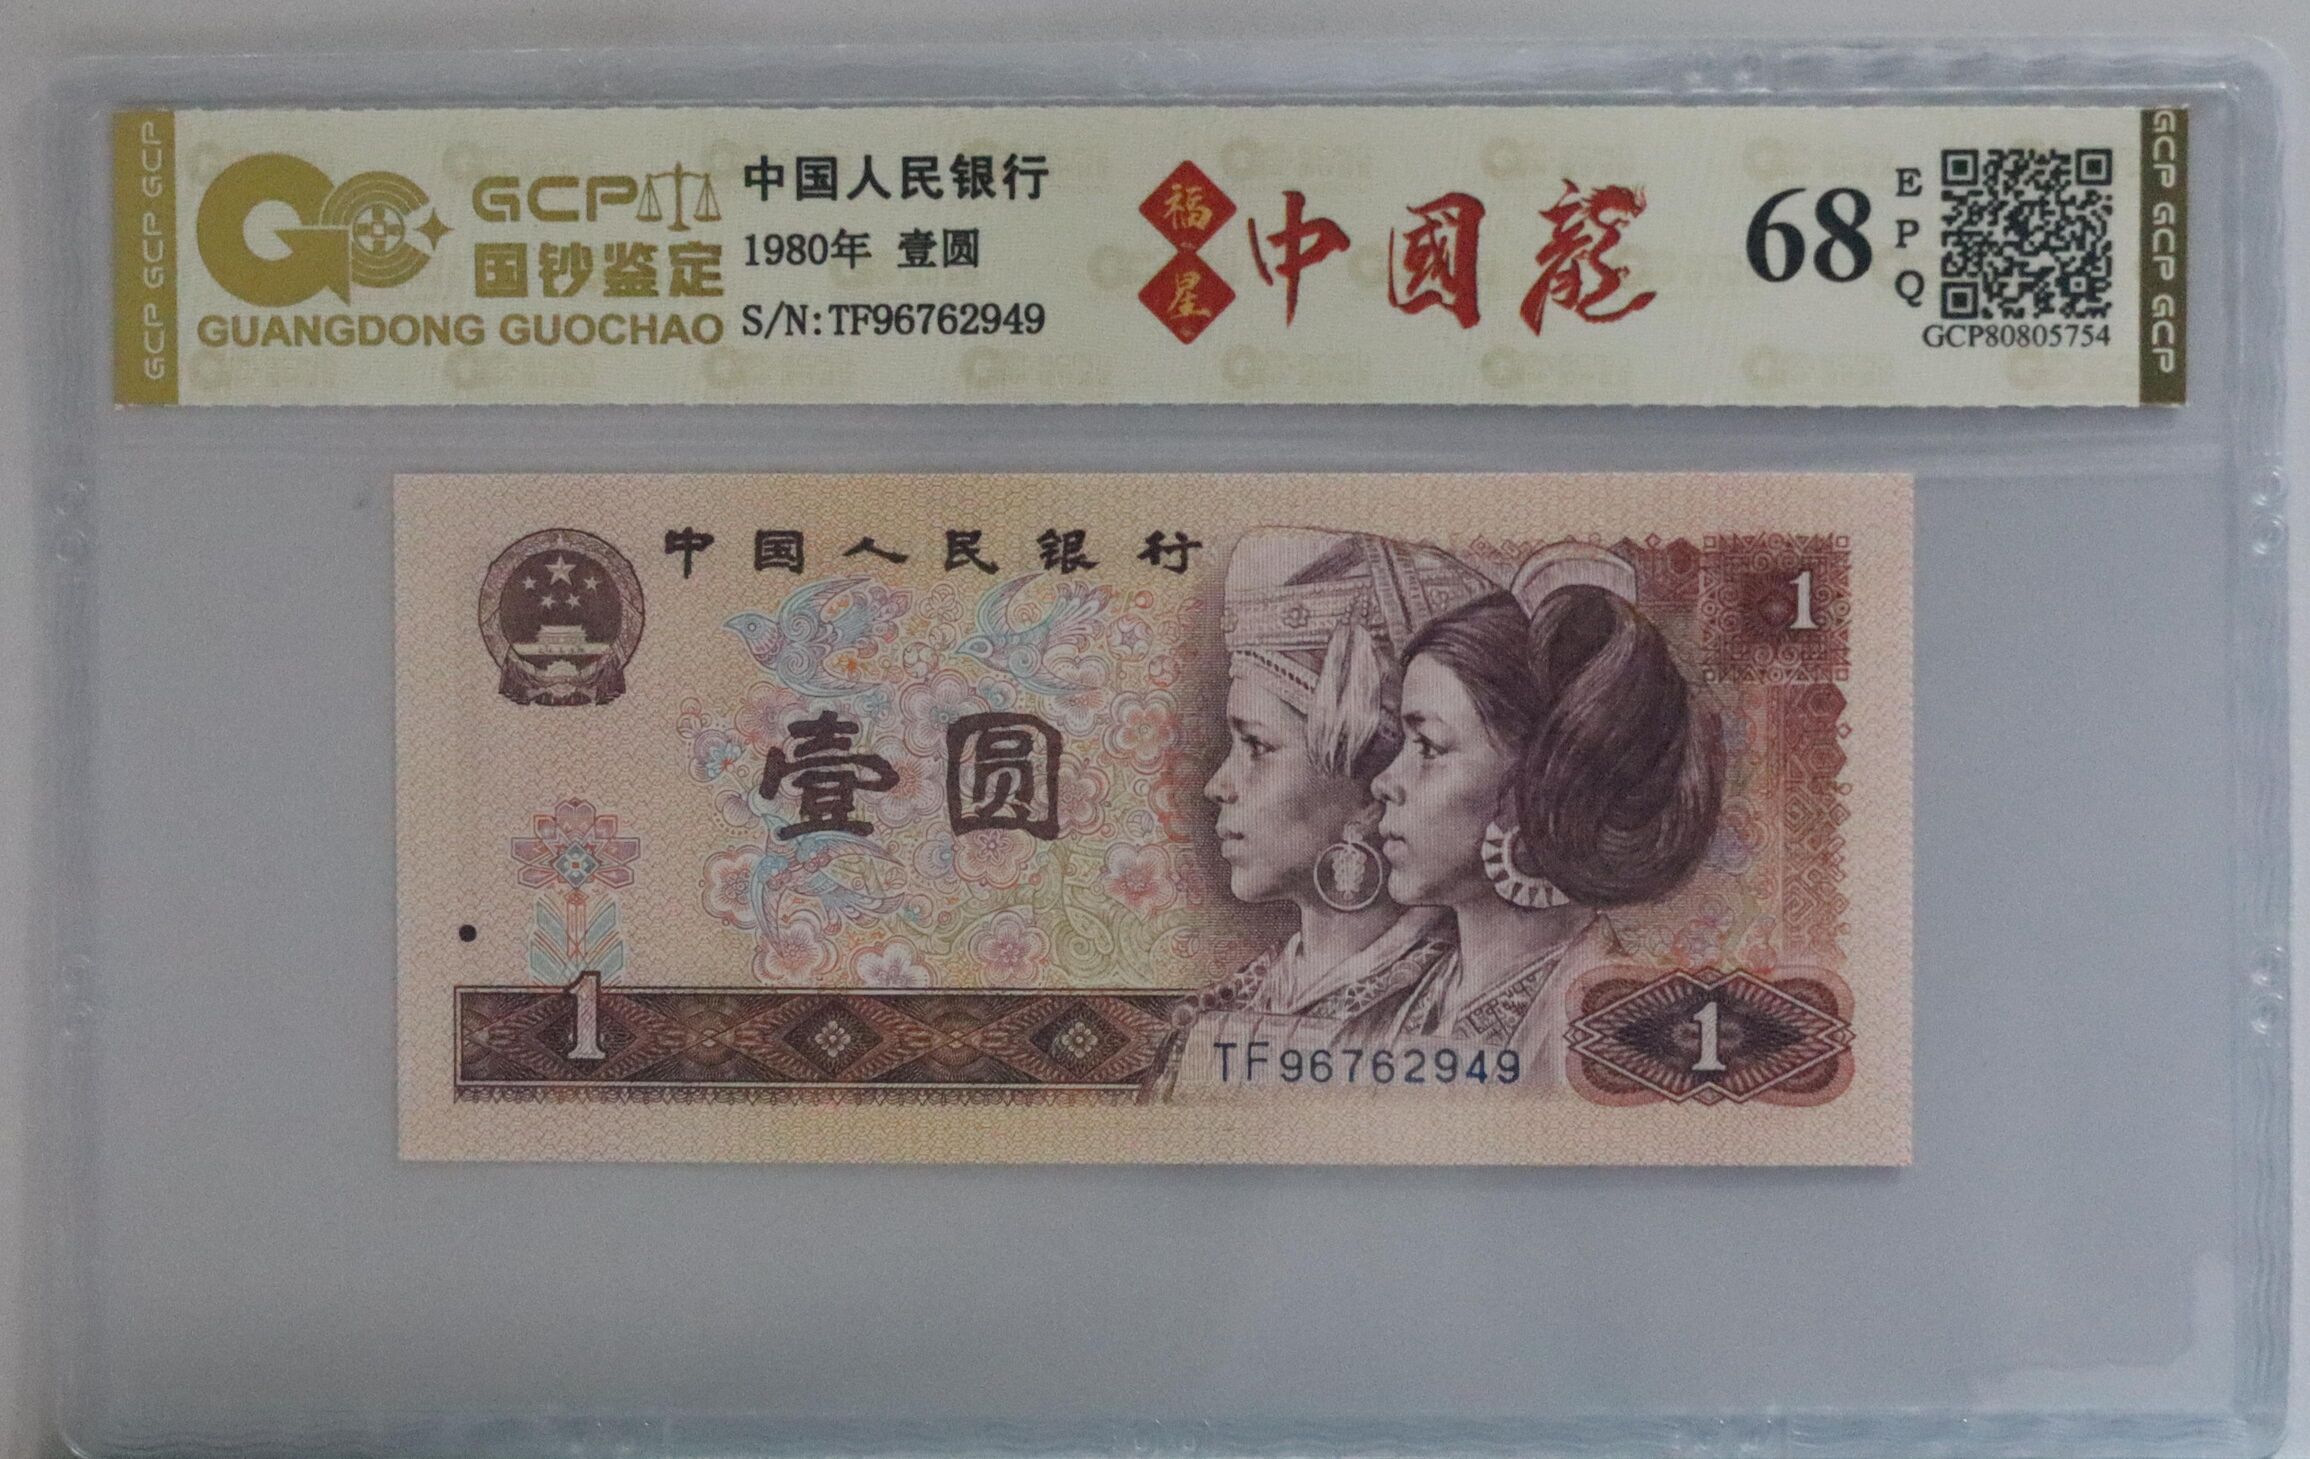 GCP GCP GCP
GCP
国钞鉴定
GUANGDONG GUOCHAO
中国人民银行
1980年 壹圆
S/N:TF96762949
福星
中國龍
68
EPQ
GCP80805754
GCP GCP GCP
中国人民银行
1
壹圆
1
TF96762949
1